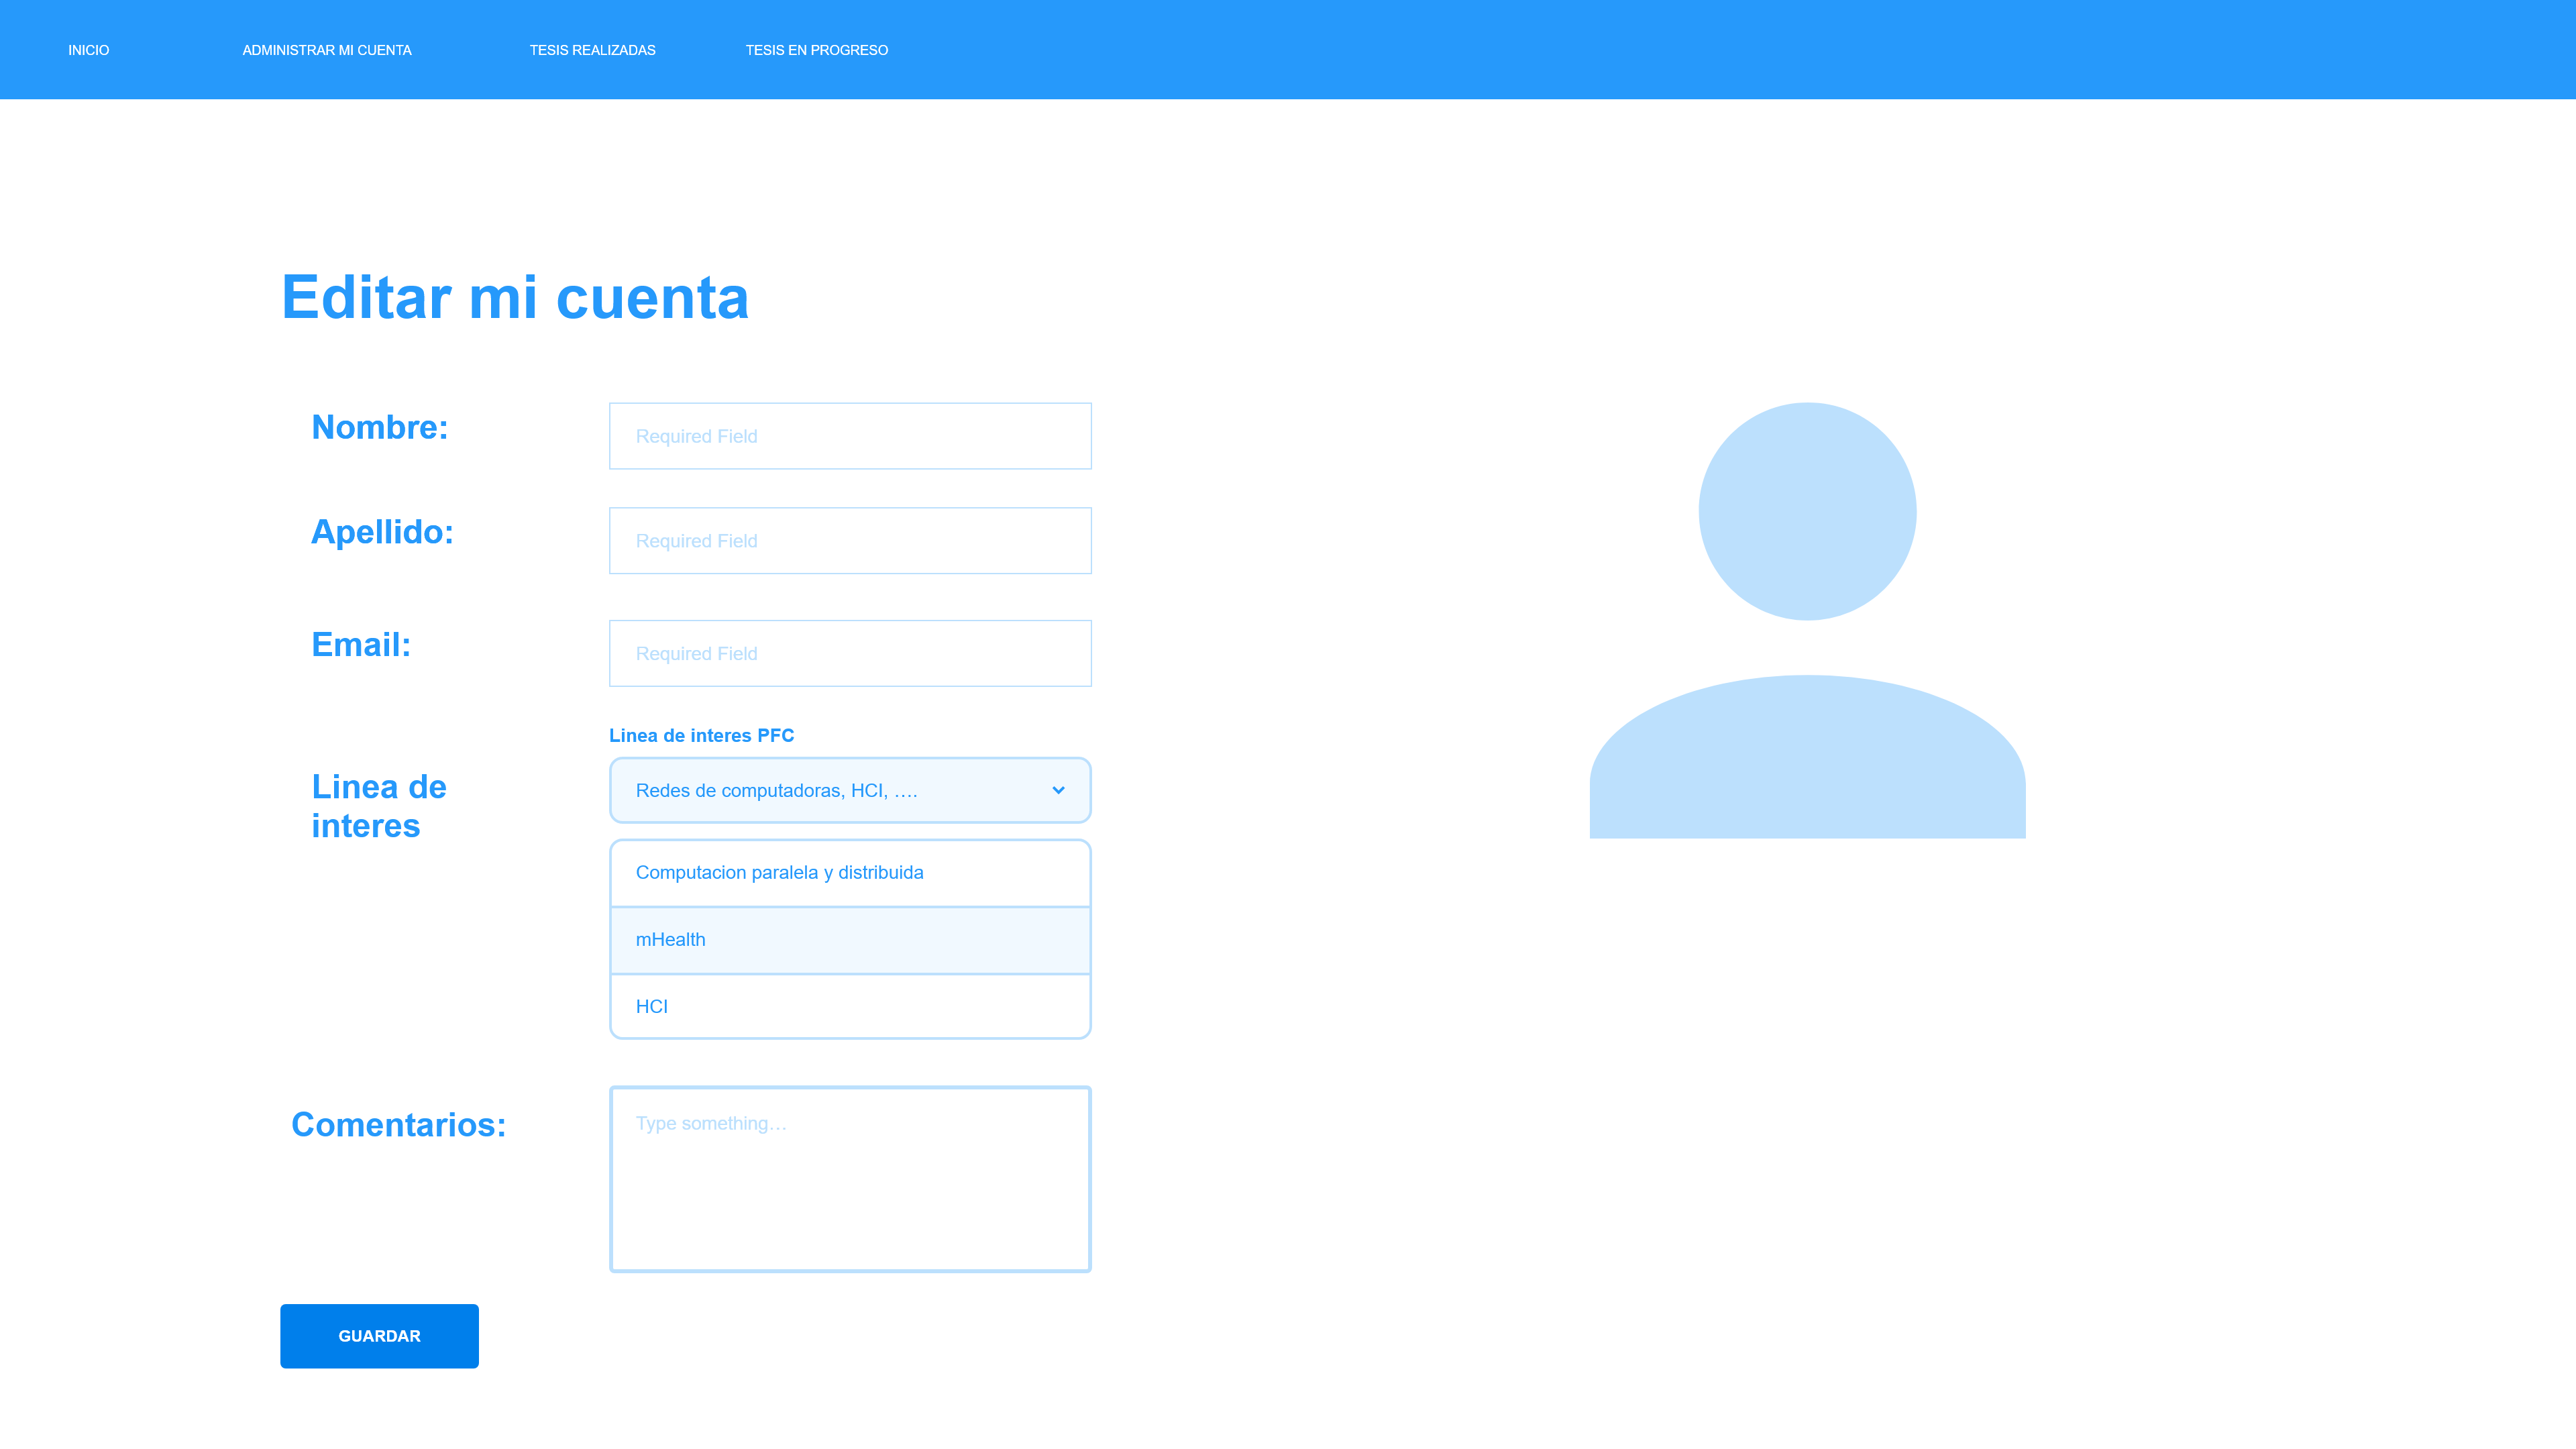 INICIO
ADMINISTRAR MI CUENTA
TESIS REALIZADAS
TESIS EN PROGRESO
Editar mi cuenta
Nombre:
Required Field
Apellido:
Required Field
Email:
Required Field
Linea de interes PFC
Linea de
interes
Redes de computadoras, HCI, ….
Computacion paralela y distribuida
mHealth
HCI
Comentarios:
Type something…
GUARDAR